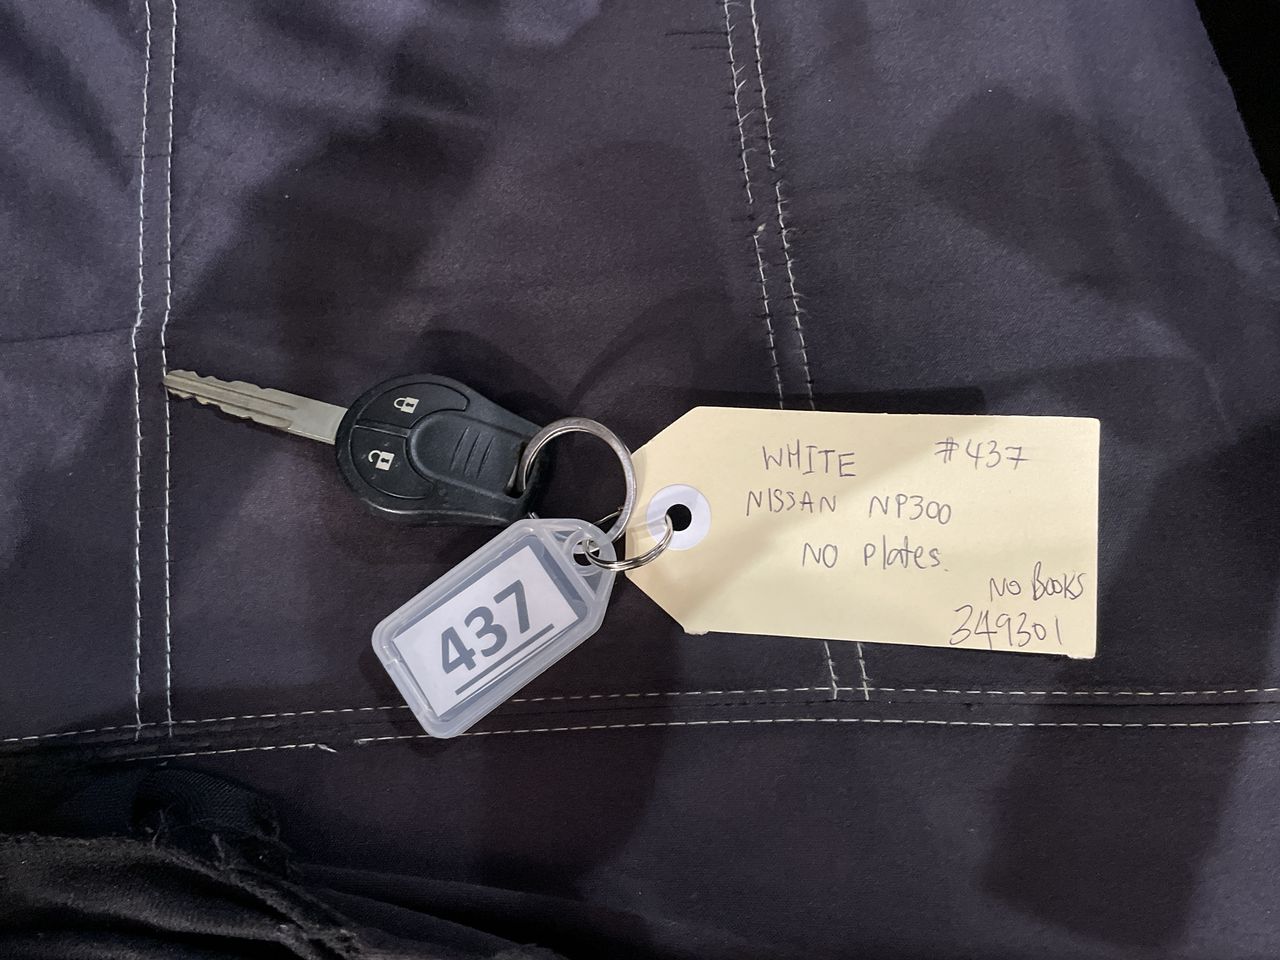 WHITE #437
NISSAN NP300
NO Plates.
NO BOOKS
349301
437